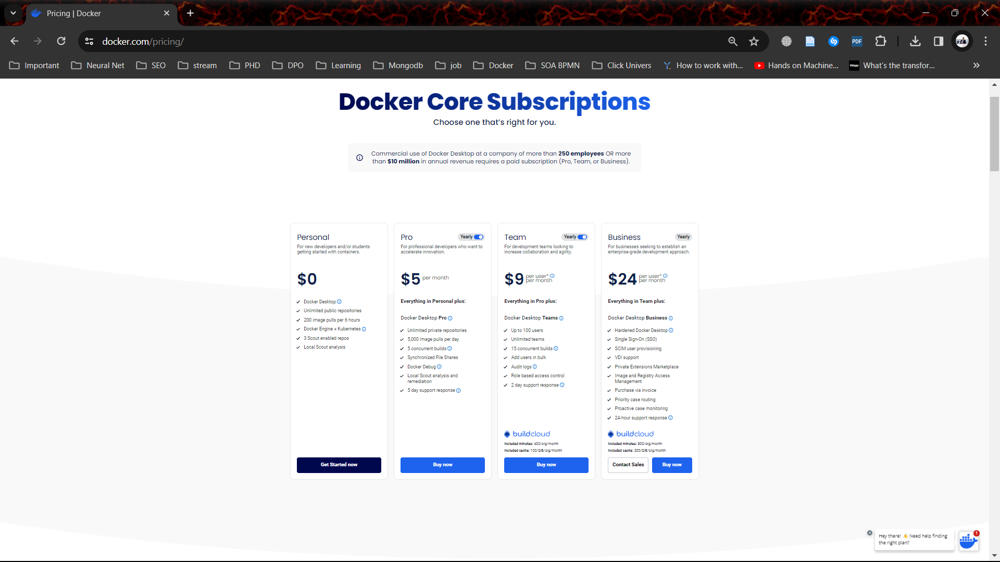 Pricing | Docker
docker.com/pricing/
PDF
Important
Neural Net
SEO
stream
PHD
DPO
Learning
Mongodb
job
Docker
SOA BPMN
Click Univers
How to work with...
Hands on Machine...
TNW
What's the transfor...
Docker Core Subscriptions
Choose one that's right for you.
Commercial use of Docker Desktop at a company of more than 250 employees OR more
than $10 million in annual revenue requires a paid subscription (Pro, Team, or Business).
Personal
For new developers and/or students
getting started with containers.
$0
Docker Desktop
Unlimited public repositories
200 image pulls per 6 hours
Docker Engine + Kubernetes
3 Scout enabled repos
Local Scout analysis
Get Started now
Pro
Yearly
For professional developers who want to
accelerate innovation.
$5 per month
Everything in Personal plus:
Docker Desktop Pro
Unlimited private repositories
5,000 image pulls per day
5 concurrent builds
Synchronized File Shares
Docker Debug
Local Scout analysis and
remediation
5 day support response
Buy now
Team
Yearly
For development teams looking to
increase collaboration and agility.
$9 per user*
per month
Everything in Pro plus:
Docker Desktop Teams
Up to 100 users
Unlimited teams
15 concurrent builds
Add users in bulk
Audit logs
Role based access control
2 day support response
buildcloud
Included minutes: 400/org/month
Included cache: 100/GiB/org/month
Buy now
Business
Yearly
For businesses seeking to establish an
enterprise-grade development approach.
$24 per user*
per month
Everything in Team plus:
Docker Desktop Business
Hardened Docker Desktop
Single Sign-On (SSO)
SCIM user provisioning
VDI support
Private Extensions Marketplace
Image and Registry Access
Management
Purchase via invoice
Priority case routing
Proactive case monitoring
24-hour support response
buildcloud
Included minutes: 800/org/month
Included cache: 200/GiB/org/month
Contact Sales
Buy now
Hey there! 👋 Need help finding
the right plan?
1